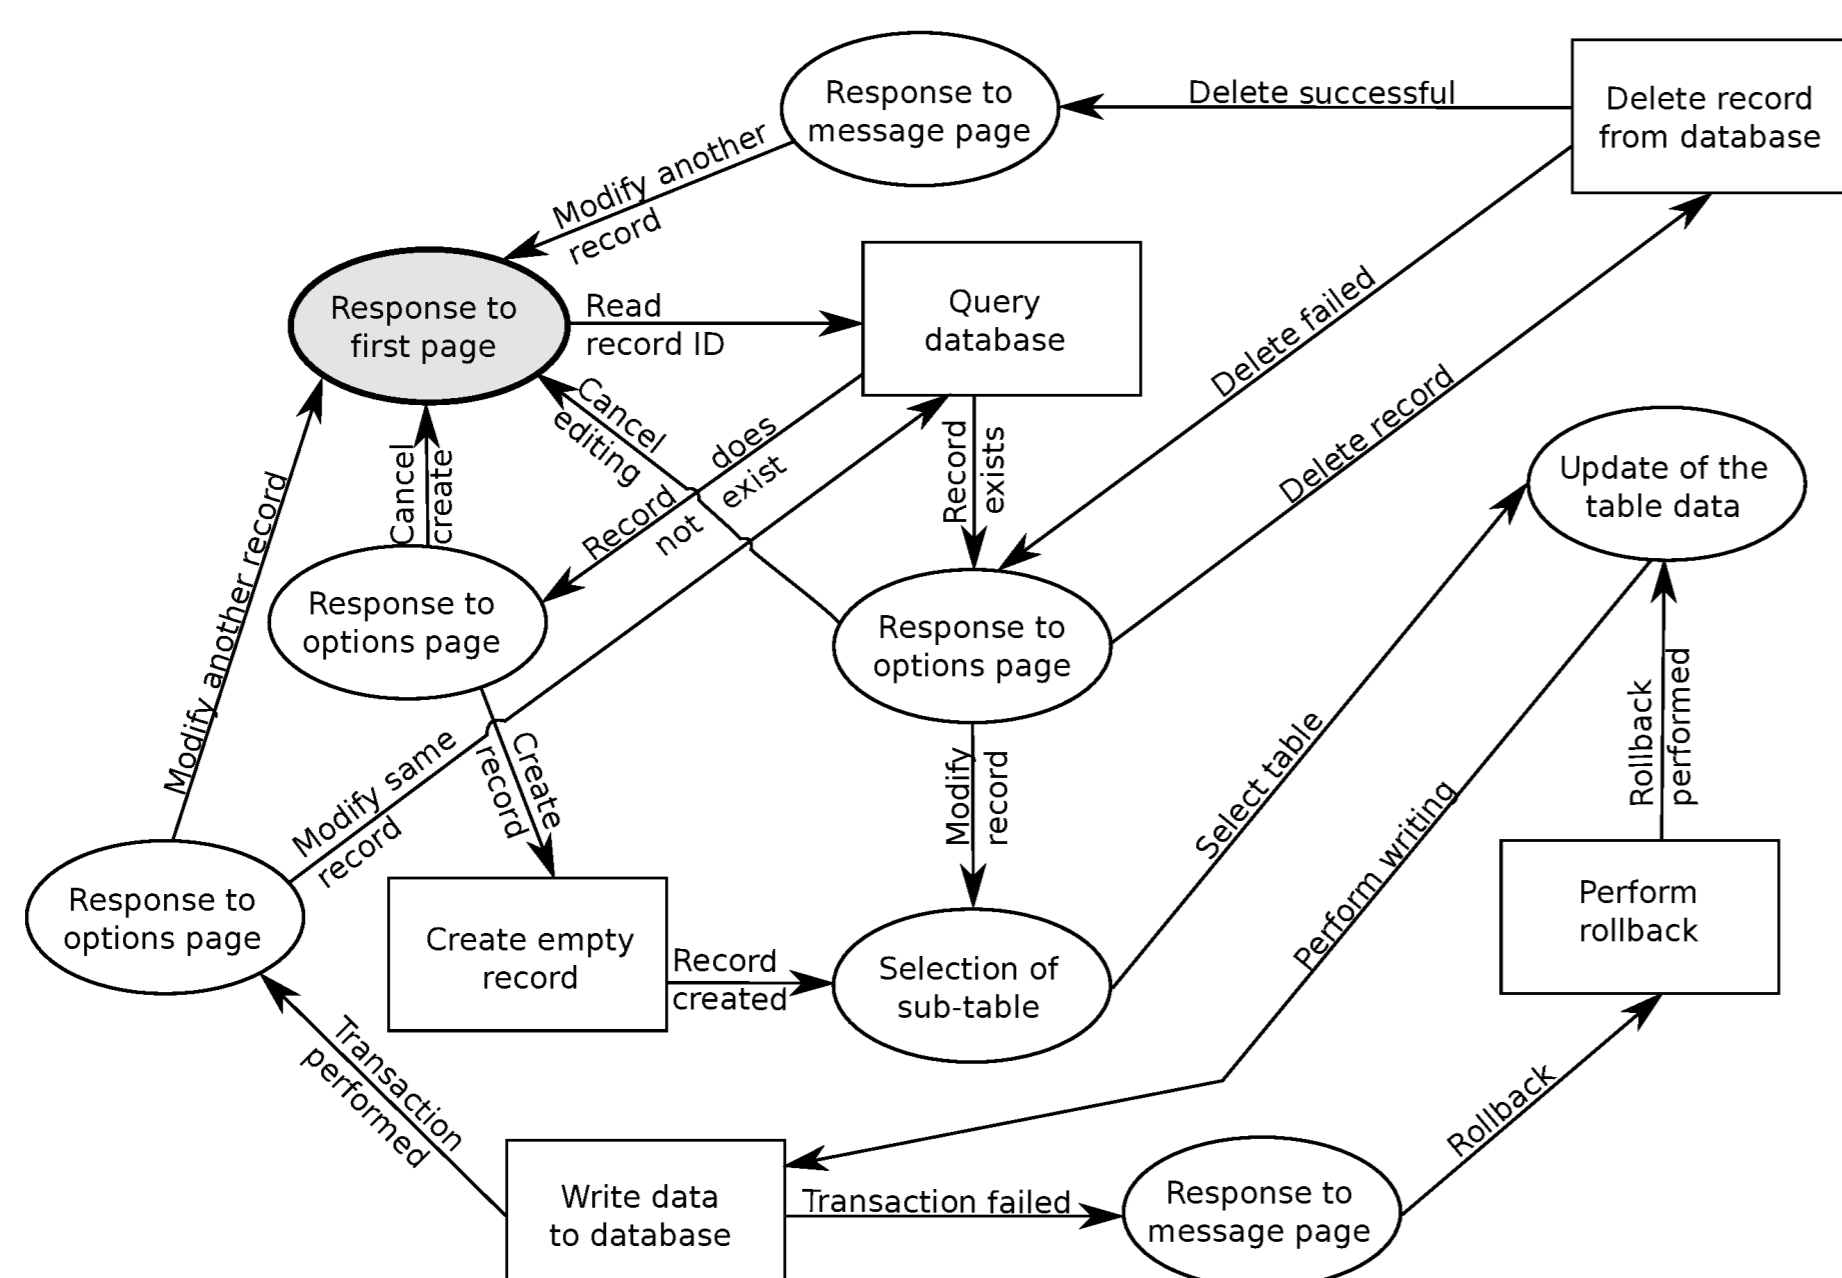 Response to
message page
Delete successful
Delete record
from database
Modify another
record
Response to
first page
Read
record ID
Query
database
Delete failed
Delete record
Cancel
editing
Record does
not exist
Record
exists
Cancel
create
Modify another record
Response to
options page
Response to
options page
Update of the
table data
Modify same
record
Create
record
Modify
record
Select table
Perform writing
Rollback
performed
Response to
options page
Create empty
record
Record
created
Selection of
sub-table
Perform
rollback
Transaction
performed
Write data
to database
Transaction failed
Response to
message page
Rollback